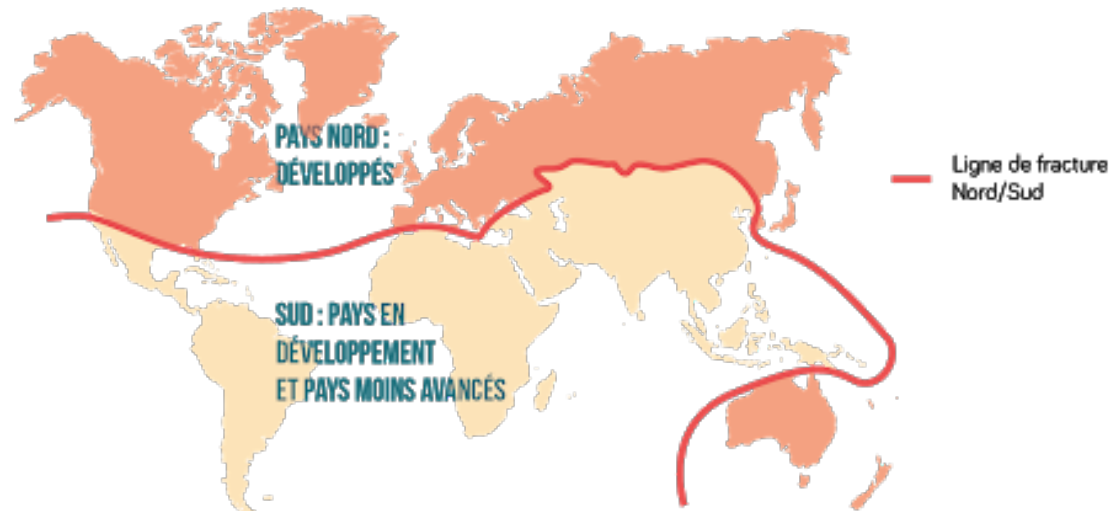 PAYS NORD :
DÉVELOPPÉS
Ligne de fracture
Nord/Sud
SUD : PAYS EN
DÉVELOPPEMENT
ET PAYS MOINS AVANCÉS